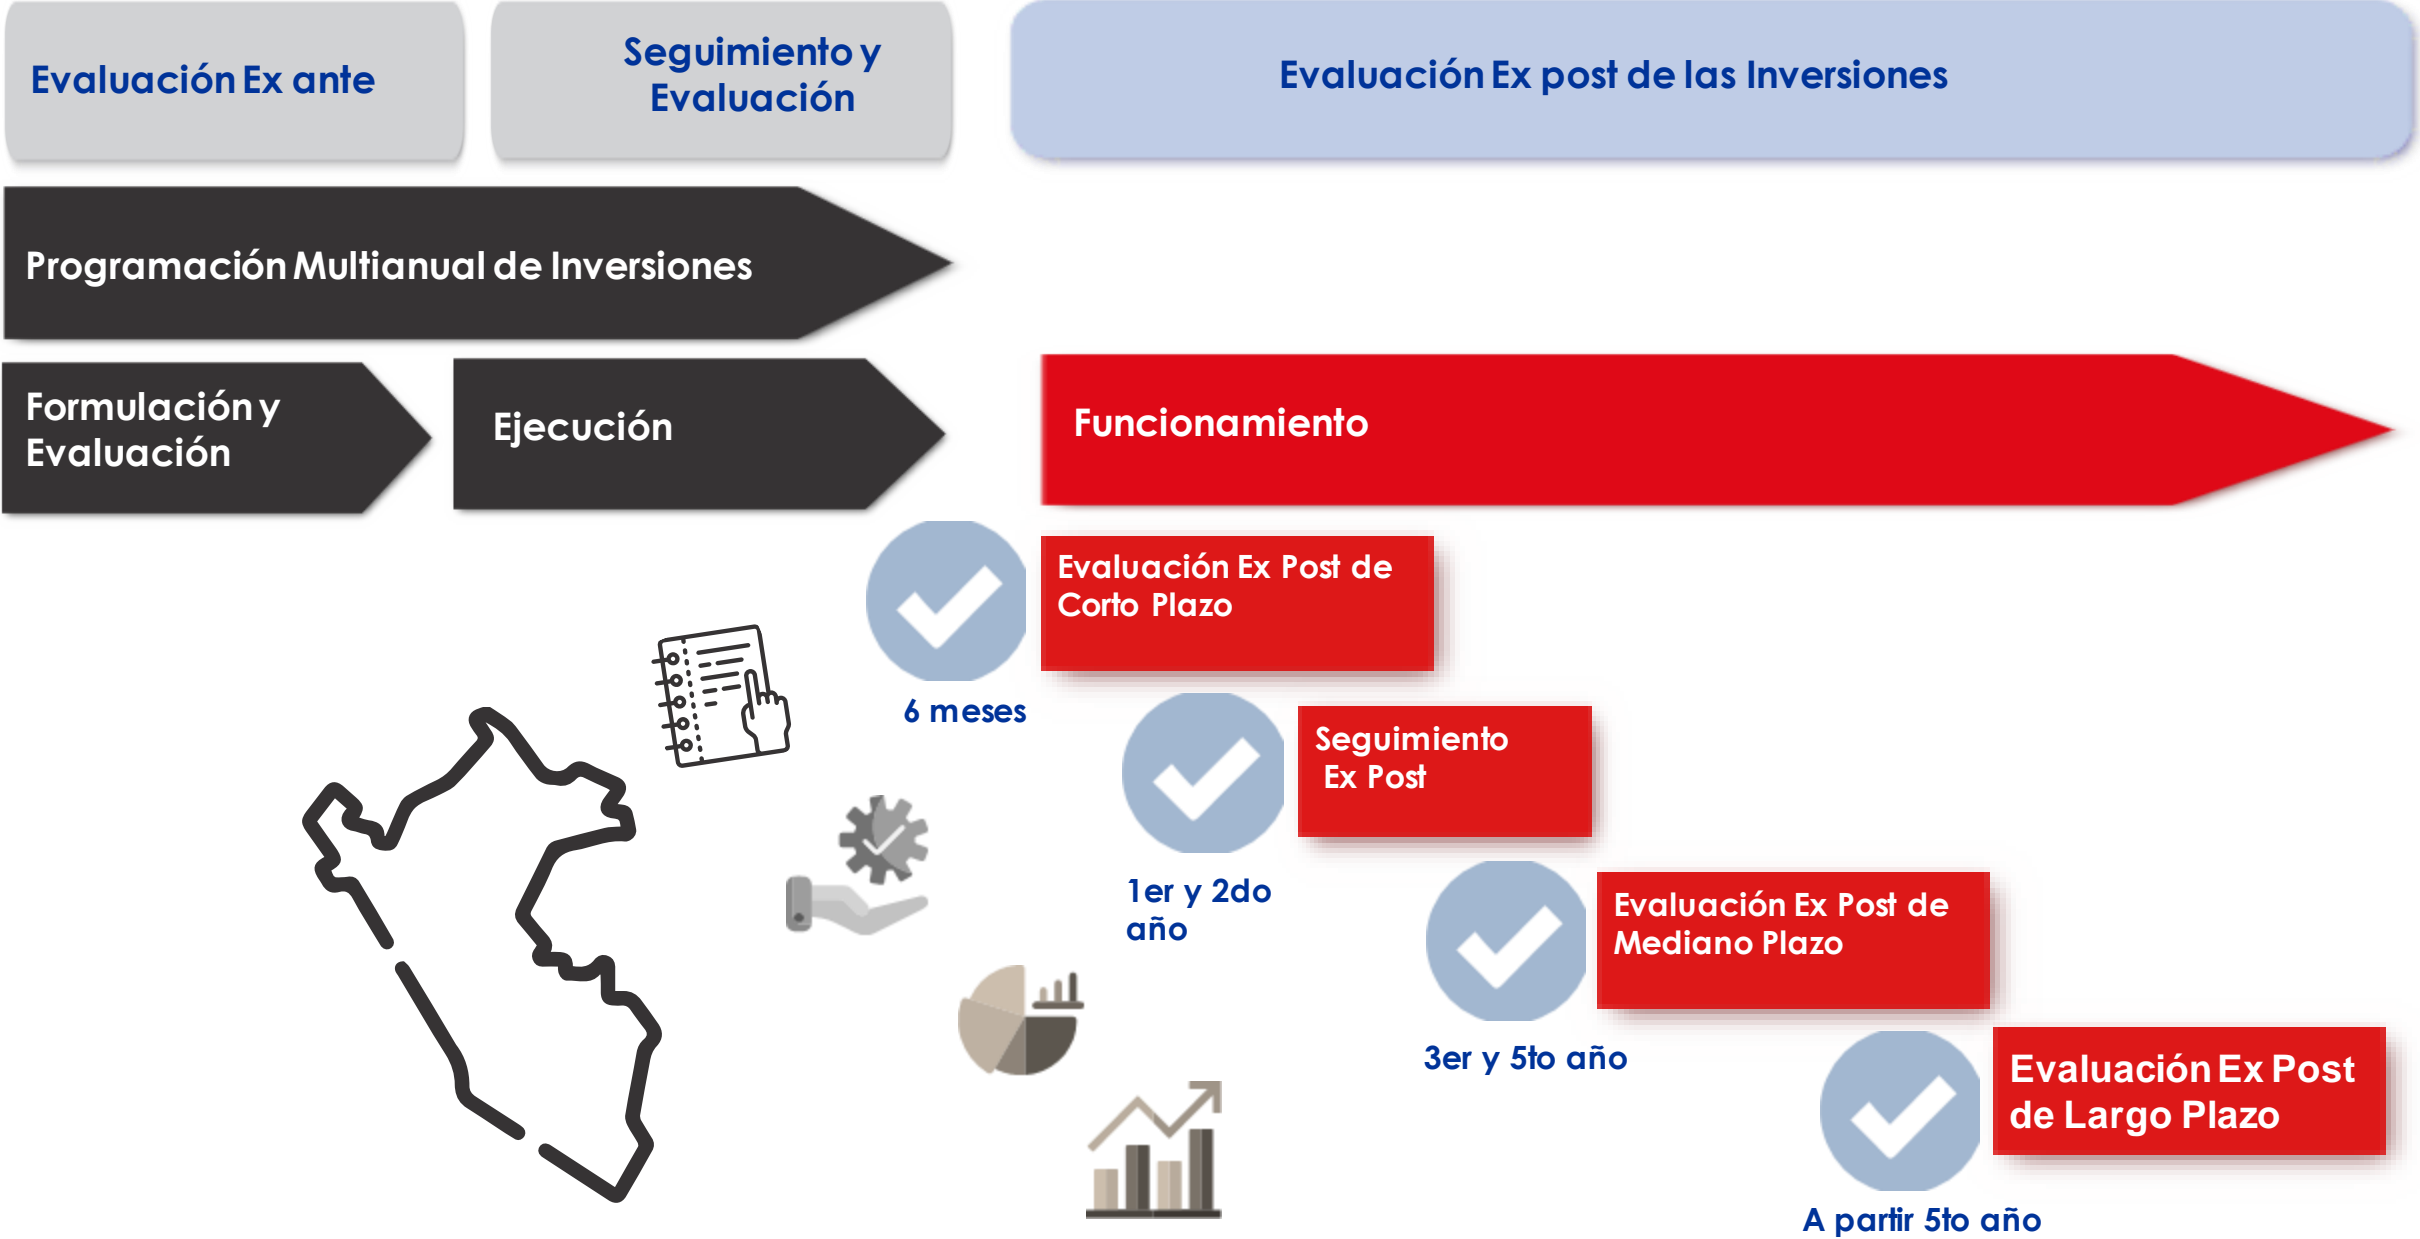 Evaluación Ex ante
Seguimiento y
Evaluación
Evaluación Ex post de las Inversiones
Programación Multianual de Inversiones
Formulación y
Evaluación
Ejecución
Funcionamiento
Evaluación Ex Post de
Corto Plazo
6 meses
Seguimiento
Ex Post
1er y 2do
año
Evaluación Ex Post de
Mediano Plazo
3er y 5to año
Evaluación Ex Post
de Largo Plazo
A partir 5to año